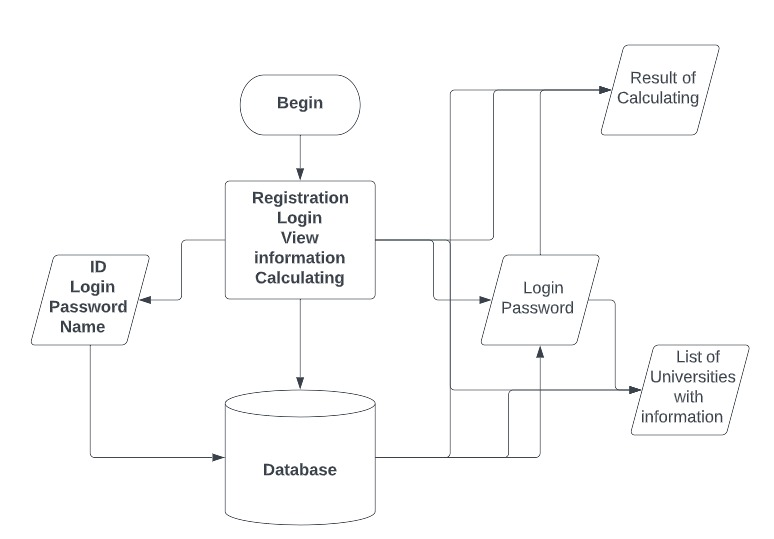 Begin
Registration
Login
View
information
Calculating
ID
Login
Password
Name
Database
Result of
Calculating
Login
Password
List of
Universities
with
information